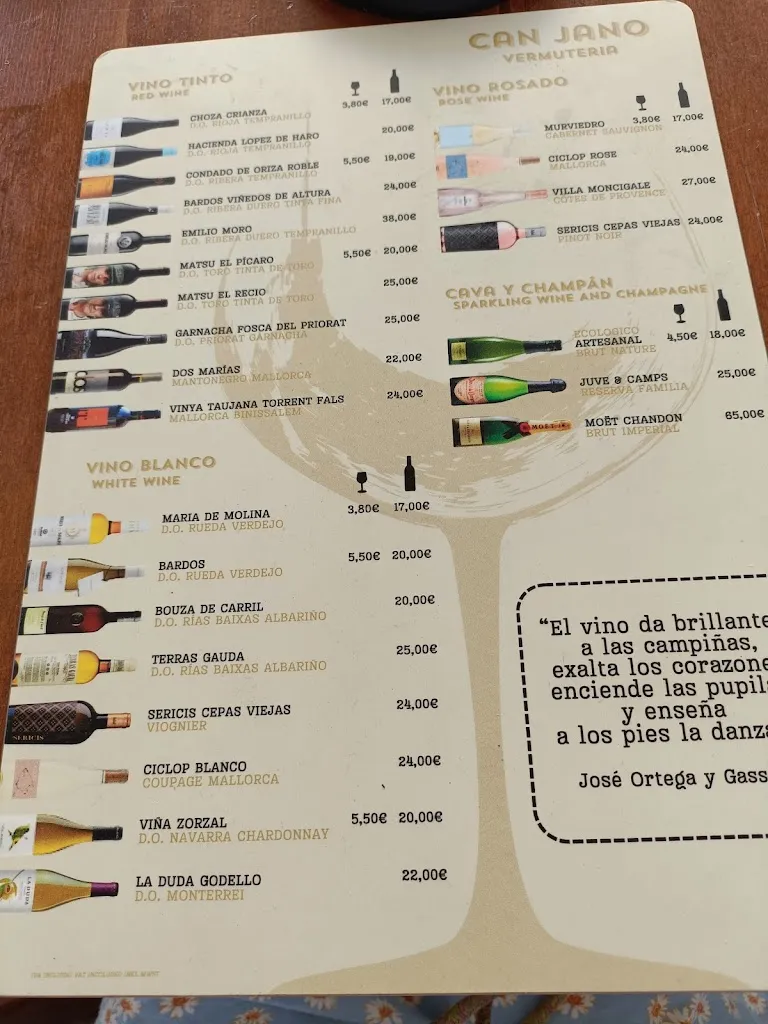 CAN JANO
VERMUTERIA
VINO TINTO
RED WINE
3,80€ 17,00€
CHOZA CRIANZA
D.O. RIOJA TEMPRANILLO
HACIENDA LOPEZ DE HARO 20,00€
D.O. RIOJA TEMPRANILLO
CONDADO DE ORIZA ROBLE 5,50€ 19,00€
D.O. RIBERA TEMPRANILLO
BARDOS VIÑEDOS DE ALTURA 24,00€
D.O. RIBERA DUERO TINTA FINA
EMILIO MORO 38,00€
D.O. RIBERA DUERO TEMPRANILLO
MATSU EL PÍCARO 5,50€ 20,00€
D.O. TORO TINTA DE TORO
MATSU EL RECIO 25,00€
D.O. TORO TINTA DE TORO
GARNACHA FOSCA DEL PRIORAT 25,00€
D.O. PRIORAT GARNACHA
DOS MARÍAS 22,00€
MANTONEGRO MALLORCA
VINYA TAUJANA TORRENT FALS 24,00€
MALLORCA BINISSALEM
VINO BLANCO
WHITE WINE
MARIA DE MOLINA 3,80€ 17,00€
D.O. RUEDA VERDEJO
BARDOS 5,50€ 20,00€
D.O. RUEDA VERDEJO
BOUZA DE CARRIL 20,00€
D.O. RÍAS BAIXAS ALBARIÑO
TERRAS GAUDA 25,00€
D.O. RÍAS BAIXAS ALBARIÑO
SERICIS CEPAS VIEJAS 24,00€
VIOGNIER
SERICIS
CICLOP BLANCO 24,00€
COUPAGE MALLORCA
VIÑA ZORZAL 5,50€ 20,00€
D.O. NAVARRA CHARDONNAY
LA DUDA GODELLO 22,00€
D.O. MONTERREI
LA DUDA
VINO ROSADO
ROSE WINE
MURVIEDRO 3,80€ 17,00€
CABERNET SAUVIGNON
CICLOP ROSE 24,00€
MALLORCA
VILLA MONCIGALE 27,00€
CÔTES DE PROVENCE
SERICIS CEPAS VIEJAS 24,00€
PINOT NOIR
CAVA Y CHAMPÁN
SPARKLING WINE AND CHAMPAGNE
ECOLOGICO
ARTESANAL 4,50€ 18,00€
BRUT NATURE
JUVE & CAMPS 25,00€
RESERVA FAMILIA
MOËT CHANDON 65,00€
BRUT IMPERIAL
"El vino da brillante
a las campiñas,
exalta los corazone
enciende las pupil
y enseña
a los pies la danza
José Ortega y Gass